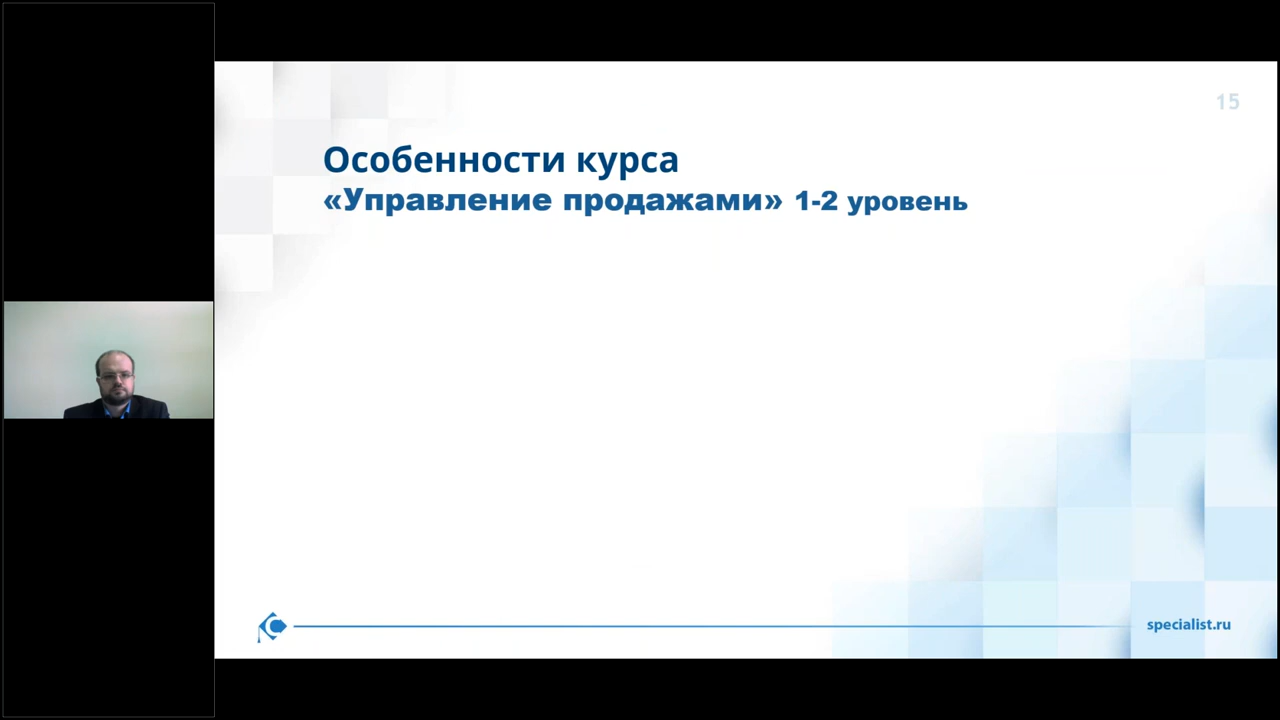 15
Особенности курса
«Управление продажами» 1-2 уровень
specialist.ru